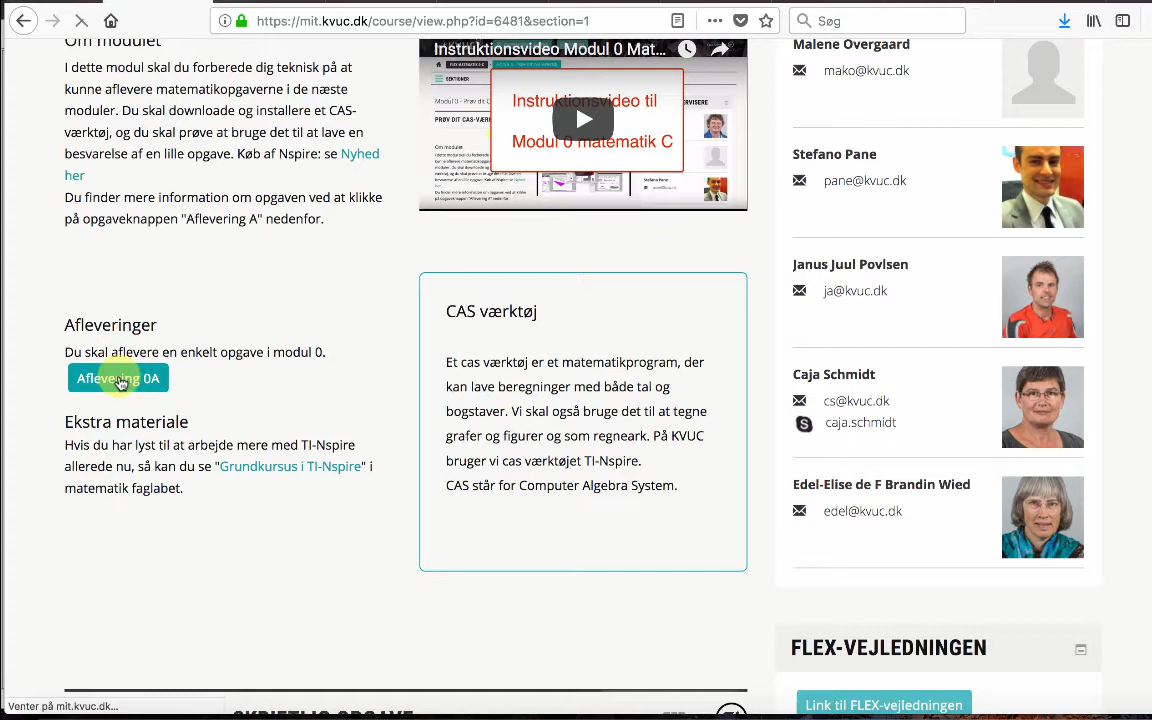 https://mit.kvuc.dk/course/view.php?id=6481&section=1
Søg
Om modulet
I dette modul skal du forberede dig teknisk på at
kunne aflevere matematikopgaverne i de næste
moduler. Du skal downloade og installere et CAS-
værktøj, og du skal prøve at bruge det til at lave en
besvarelse af en lille opgave. Køb af Nspire: se Nyhed
her
Du finder mere information om opgaven ved at klikke
på opgaveknappen "Aflevering A" nedenfor.
Instruktionsvideo Modul 0 Mat...
Instruktionsvideo til
Modul 0 matematik C
SEKTIONER
Afleveringer
Du skal aflevere en enkelt opgave i modul 0.
Aflevering 0A
Ekstra materiale
Hvis du har lyst til at arbejde mere med TI-Nspire
allerede nu, så kan du se "Grundkursus i TI-Nspire" i
matematik faglabet.
CAS værktøj
Et cas værktøj er et matematikprogram, der
kan lave beregninger med både tal og
bogstaver. Vi skal også bruge det til at tegne
grafer og figurer og som regneark. På KVUC
bruger vi cas værktøjet TI-Nspire.
CAS står for Computer Algebra System.
Malene Overgaard
mako@kvuc.dk
Stefano Pane
pane@kvuc.dk
Janus Juul Povlsen
ja@kvuc.dk
Caja Schmidt
cs@kvuc.dk
caja.schmidt
Edel-Elise de F Brandin Wied
edel@kvuc.dk
FLEX-VEJLEDNINGEN
Link til FLEX-vejledningen
SKRIFTLIG OPGAVE
Venter på mit.kvuc.dk...